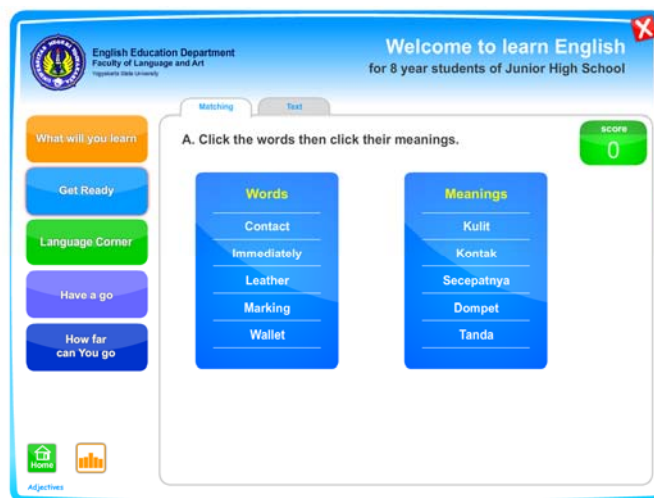 English Education Department
Faculty of Language and Art
Yogyakarta State University
Welcome to learn English
for 8 year students of Junior High School
Matching
Text
What will you learn
Get Ready
Language Corner
Have a go
How far
can You go
A. Click the words then click their meanings.
score
0
Words
Contact
Immediately
Leather
Marking
Wallet
Meanings
Kulit
Kontak
Secepatnya
Dompet
Tanda
Home
Adjectives